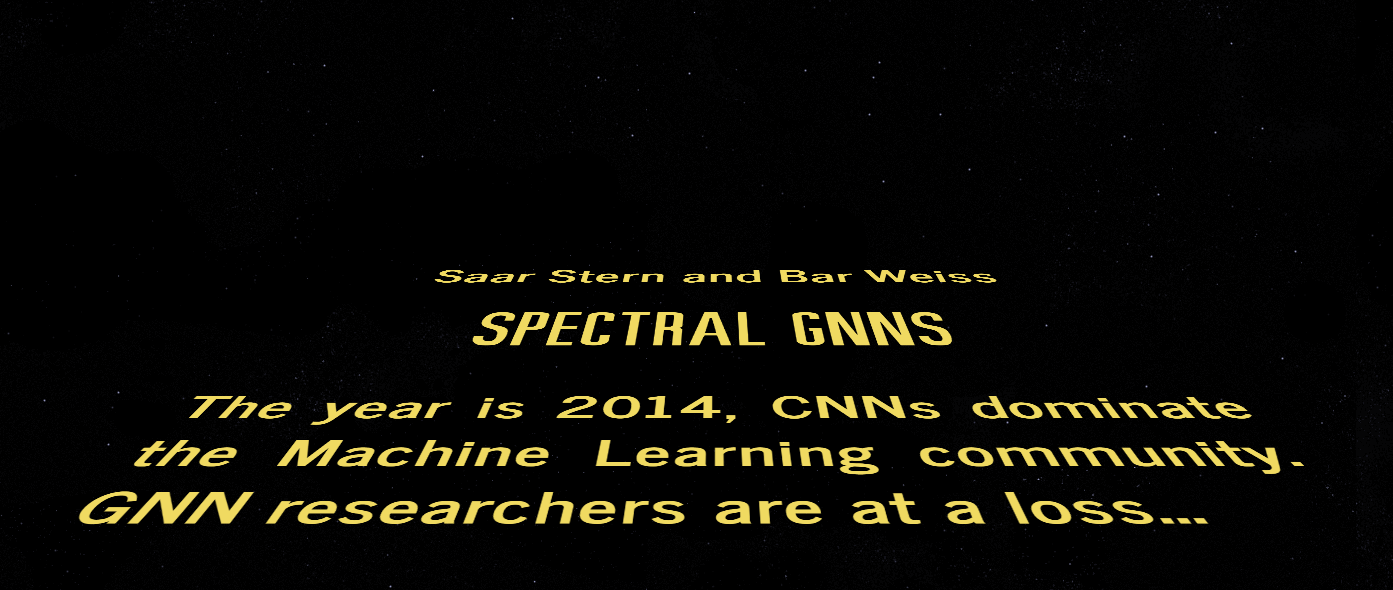 Saar Stern and Bar Weiss
SPECTRAL GNNS
The year is 2014, CNNs dominate
the Machine Learning community.
GNN researchers are at a loss...